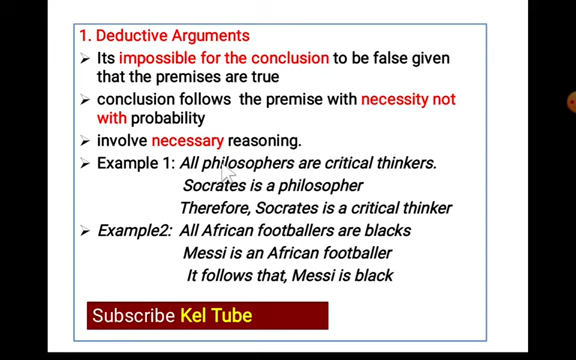 1. Deductive Arguments
➢ Its impossible for the conclusion to be false given
that the premises are true
➢ conclusion follows the premise with necessity not
with probability
➢ involve necessary reasoning.
➢ Example 1: All philosophers are critical thinkers.
Socrates is a philosopher
Therefore, Socrates is a critical thinker
➢ Example2: All African footballers are blacks
Messi is an African footballer
It follows that, Messi is black
Subscribe Kel Tube